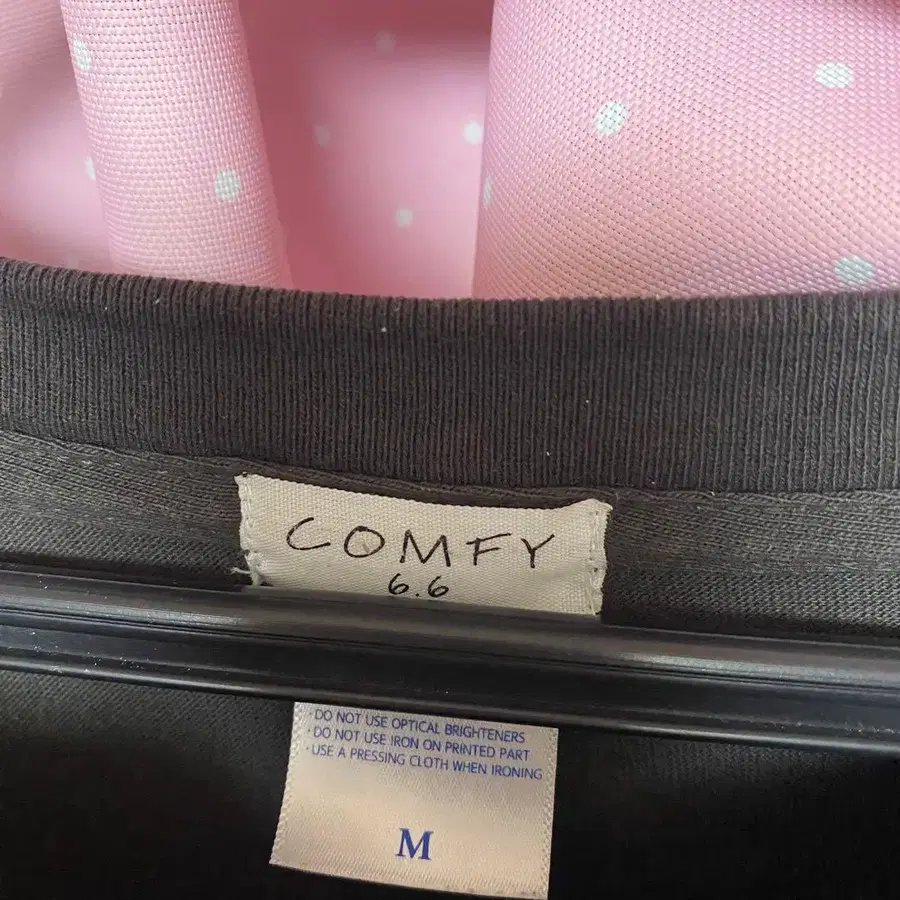 COMFY
6.6
· DO NOT USE OPTICAL BRIGHTENERS
· DO NOT USE IRON ON PRINTED PART
· USE A PRESSING CLOTH WHEN IRONING
M